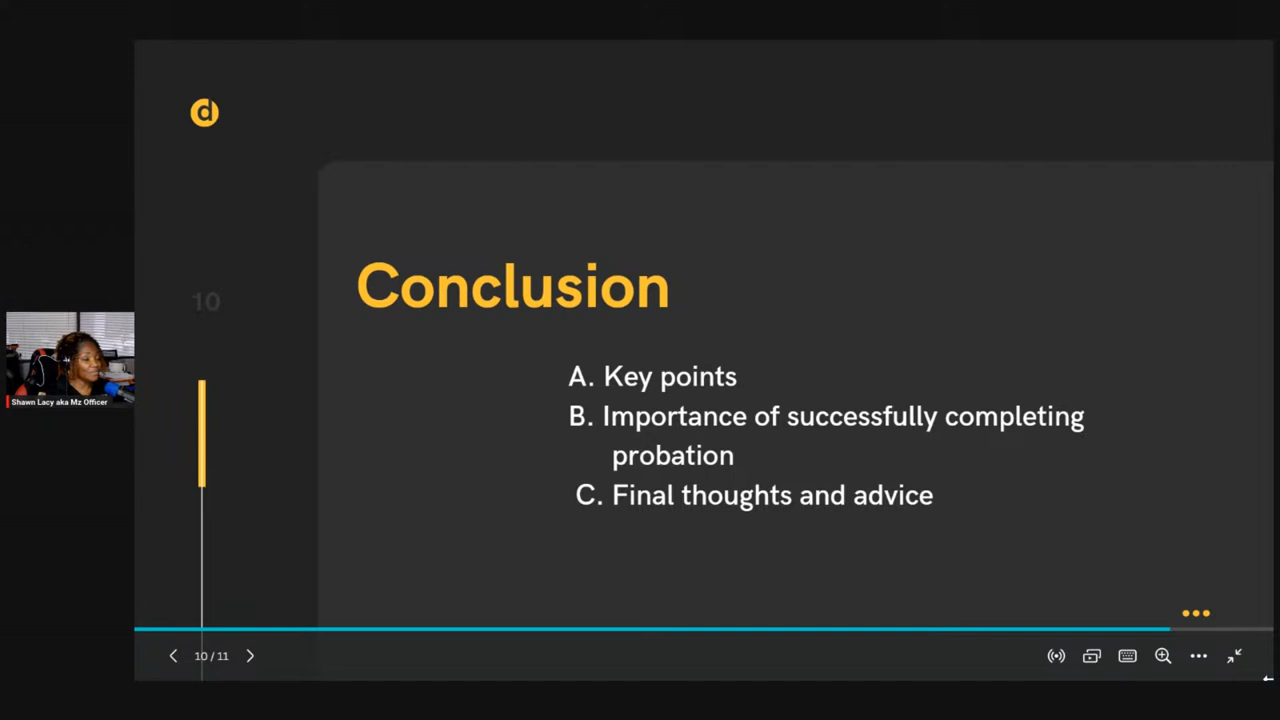 d
10
Conclusion
A. Key points
B. Importance of successfully completing
probation
C. Final thoughts and advice
Shawn Lacy aka Mz Officer
10 / 11